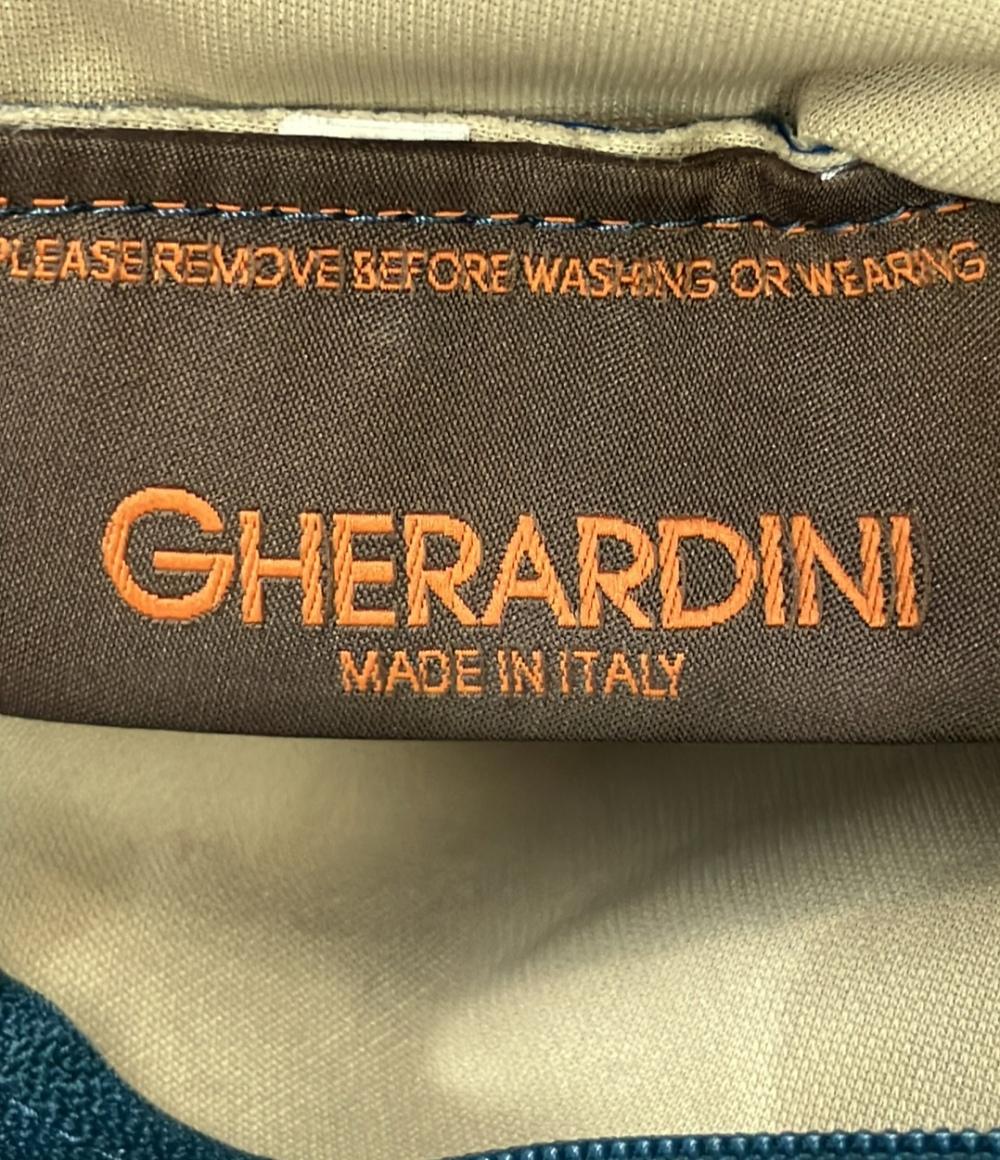 PLEASE REMOVE BEFORE WASHING OR WEARING
GHERARDINI
MADE IN ITALY